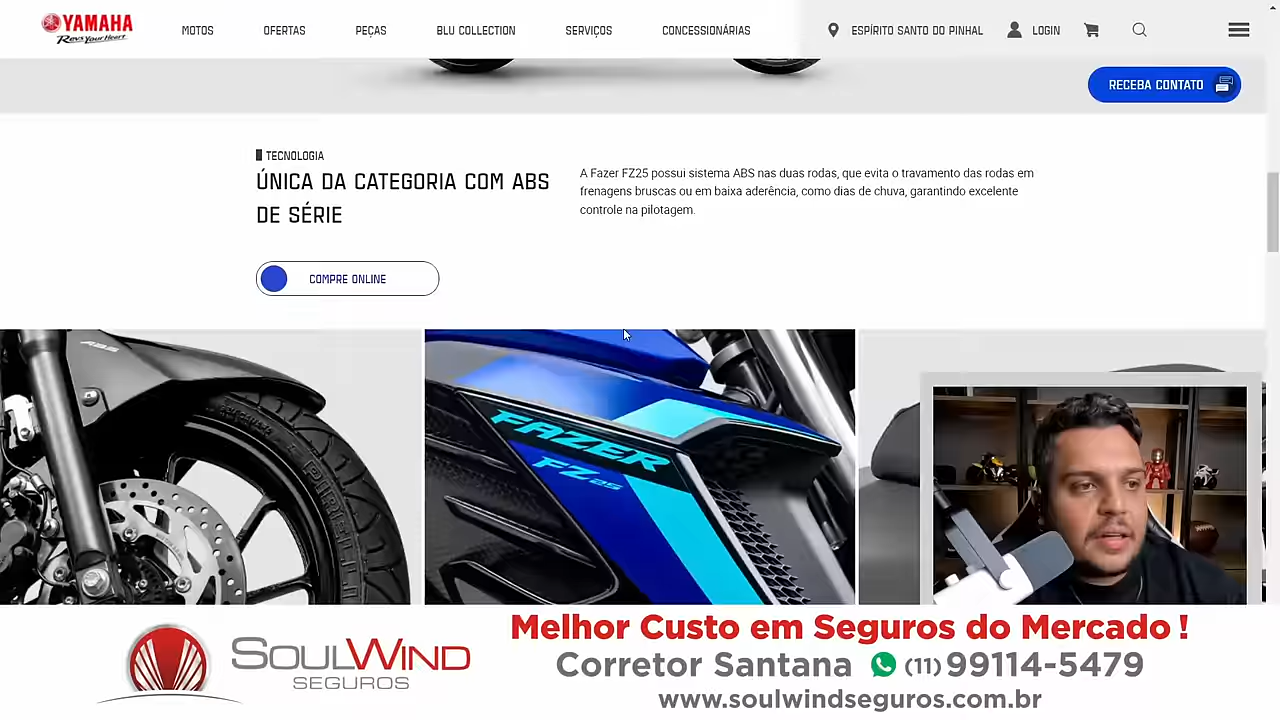 YAMAHA
Revs Your Heart
MOTOS
OFERTAS
PEÇAS
BLU COLLECTION
SERVIÇOS
CONCESSIONÁRIAS
ESPÍRITO SANTO DO PINHAL
LOGIN
RECEBA CONTATO
TECNOLOGIA
ÚNICA DA CATEGORIA COM ABS
DE SÉRIE
A Fazer FZ25 possui sistema ABS nas duas rodas, que evita o travamento das rodas em
frenagens bruscas ou em baixa aderência, como dias de chuva, garantindo excelente
controle na pilotagem.
COMPRE ONLINE
ABS
PIRELLI
FAZER
FZ25
SOULWIND
SEGUROS
Melhor Custo em Seguros do Mercado !
Corretor Santana (11) 99114-5479
www.soulwindseguros.com.br